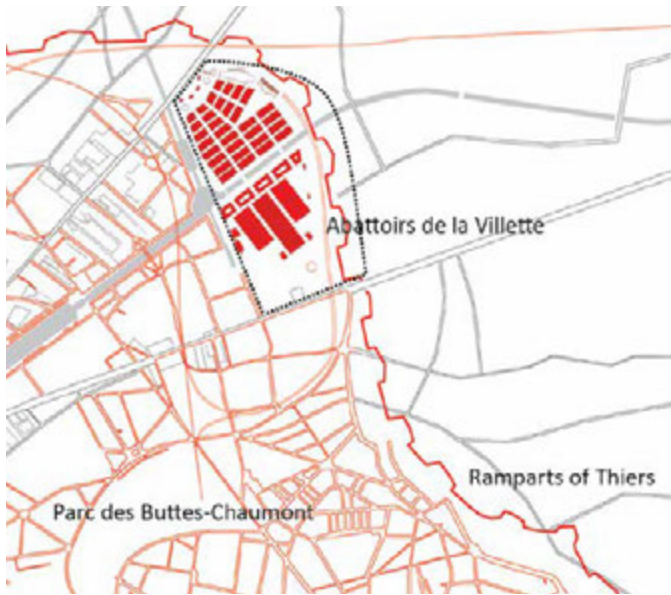 Abattoirs de la Villette
Ramparts of Thiers
Parc des Buttes-Chaumont